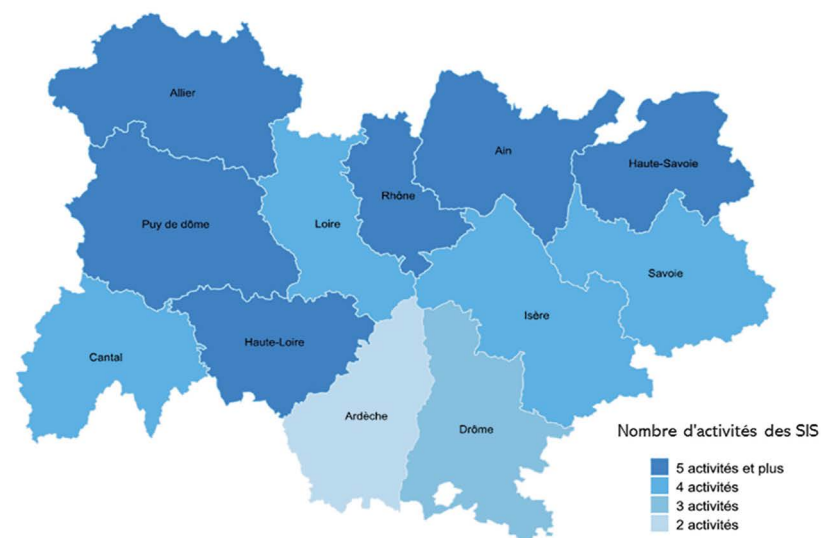 Allier
Ain
Haute-Savoie
Rhône
Puy de dôme
Loire
Savoie
Isère
Haute-Loire
Cantal
Ardèche
Drôme
Nombre d'activités des SIS
5 activités et plus
4 activités
3 activités
2 activités